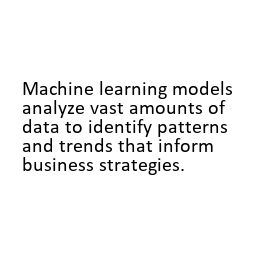 Machine learning models
analyze vast amounts of
data to identify patterns
and trends that inform
business strategies.